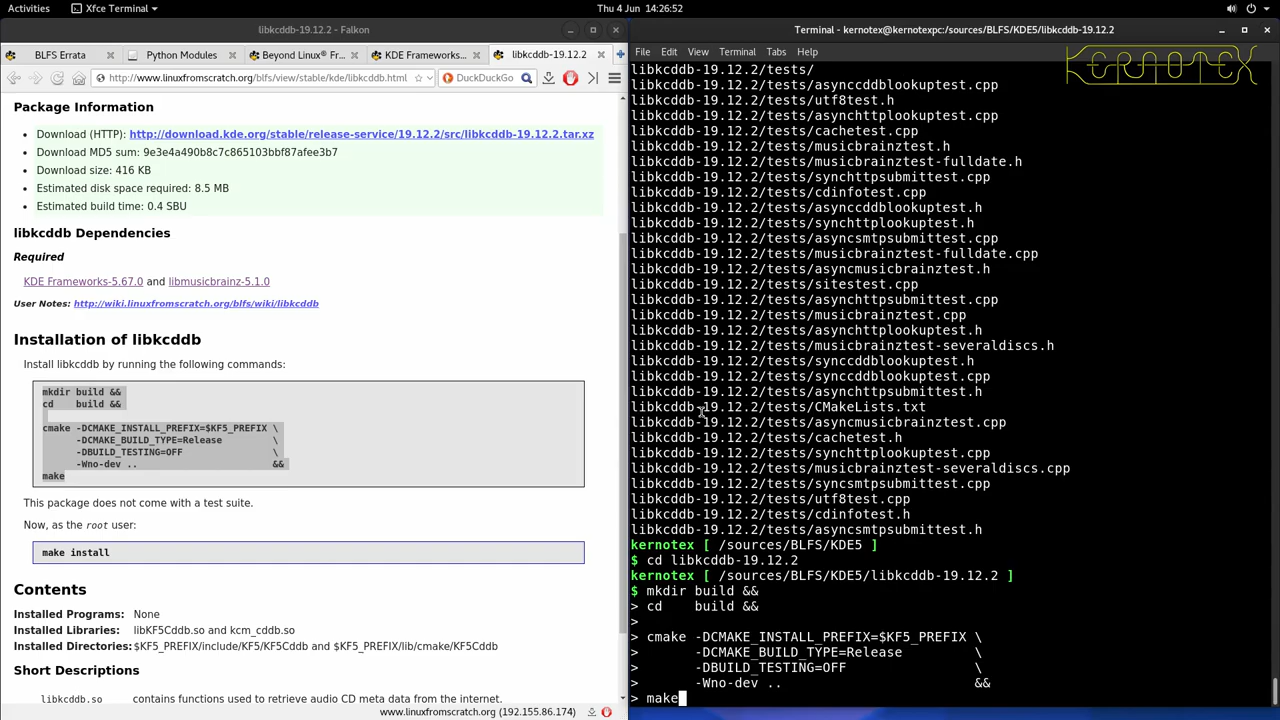 Activities
Xfce Terminal
Thu 4 Jun 14:26:52
libkcddb-19.12.2 - Falkon
BLFS Errata
Python Modules
Beyond Linux® Fr...
KDE Frameworks...
libkcddb-19.12.2
http://www.linuxfromscratch.org/blfs/view/stable/kde/libkcddb.html
DuckDuckGo
Package Information
Download (HTTP): http://download.kde.org/stable/release-service/19.12.2/src/libkcddb-19.12.2.tar.xz
Download MD5 sum: 9e3e4a490b8c7c865103bbf87afee3b7
Download size: 416 KB
Estimated disk space required: 8.5 MB
Estimated build time: 0.4 SBU
libkcddb Dependencies
Required
KDE Frameworks-5.67.0 and libmusicbrainz-5.1.0
User Notes: http://wiki.linuxfromscratch.org/blfs/wiki/libkcddb
Installation of libkcddb
Install libkcddb by running the following commands:
mkdir build &&
cd    build &&
cmake -DCMAKE_INSTALL_PREFIX=$KF5_PREFIX \
-DCMAKE_BUILD_TYPE=Release \
-DBUILD_TESTING=OFF \
-Wno-dev .. &&
make
This package does not come with a test suite.
Now, as the root user:
make install
Contents
Installed Programs: None
Installed Libraries: libKF5Cddb.so and kcm_cddb.so
Installed Directories: $KF5_PREFIX/include/KF5/KF5Cddb and $KF5_PREFIX/lib/cmake/KF5Cddb
Short Descriptions
libkcddb.so contains functions used to retrieve audio CD meta data from the internet.
www.linuxfromscratch.org (192.155.86.174)
Terminal - kernotex@kernotexpc:/sources/BLFS/KDE5/libkcddb-19.12.2
File Edit View Terminal Tabs Help
KERNOTEX
libkcddb-19.12.2/tests/
libkcddb-19.12.2/tests/asynccddblookuptest.cpp
libkcddb-19.12.2/tests/utf8test.h
libkcddb-19.12.2/tests/asynchttplookuptest.cpp
libkcddb-19.12.2/tests/cachetest.cpp
libkcddb-19.12.2/tests/musicbrainztest.h
libkcddb-19.12.2/tests/musicbrainztest-fulldate.h
libkcddb-19.12.2/tests/synchttpsubmittest.cpp
libkcddb-19.12.2/tests/cdinfotest.cpp
libkcddb-19.12.2/tests/asynccddblookuptest.h
libkcddb-19.12.2/tests/synchttplookuptest.h
libkcddb-19.12.2/tests/asyncsmtpsubmittest.cpp
libkcddb-19.12.2/tests/musicbrainztest-fulldate.cpp
libkcddb-19.12.2/tests/asyncmusicbrainztest.h
libkcddb-19.12.2/tests/sitestest.cpp
libkcddb-19.12.2/tests/asynchttpsubmittest.cpp
libkcddb-19.12.2/tests/musicbrainztest.cpp
libkcddb-19.12.2/tests/asynchttplookuptest.h
libkcddb-19.12.2/tests/musicbrainztest-severaldiscs.h
libkcddb-19.12.2/tests/synccddblookuptest.h
libkcddb-19.12.2/tests/synccddblookuptest.cpp
libkcddb-19.12.2/tests/asynchttpsubmittest.h
libkcddb-19.12.2/tests/CMakeLists.txt
libkcddb-19.12.2/tests/asyncmusicbrainztest.cpp
libkcddb-19.12.2/tests/cachetest.h
libkcddb-19.12.2/tests/synchttplookuptest.cpp
libkcddb-19.12.2/tests/musicbrainztest-severaldiscs.cpp
libkcddb-19.12.2/tests/syncsmtpsubmittest.cpp
libkcddb-19.12.2/tests/utf8test.cpp
libkcddb-19.12.2/tests/cdinfotest.h
libkcddb-19.12.2/tests/asyncsmtpsubmittest.h
kernotex [ /sources/BLFS/KDE5 ]
$ cd libkcddb-19.12.2
kernotex [ /sources/BLFS/KDE5/libkcddb-19.12.2 ]
$ mkdir build &&
> cd    build &&
>
> cmake -DCMAKE_INSTALL_PREFIX=$KF5_PREFIX \
>       -DCMAKE_BUILD_TYPE=Release         \
>       -DBUILD_TESTING=OFF                \
>       -Wno-dev ..                        &&
> make